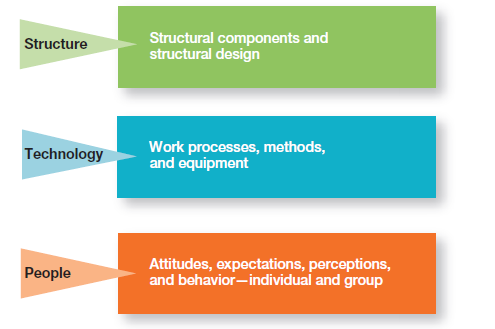 Structure
Structural components and
structural design
Technology
Work processes, methods,
and equipment
People
Attitudes, expectations, perceptions,
and behavior—individual and group